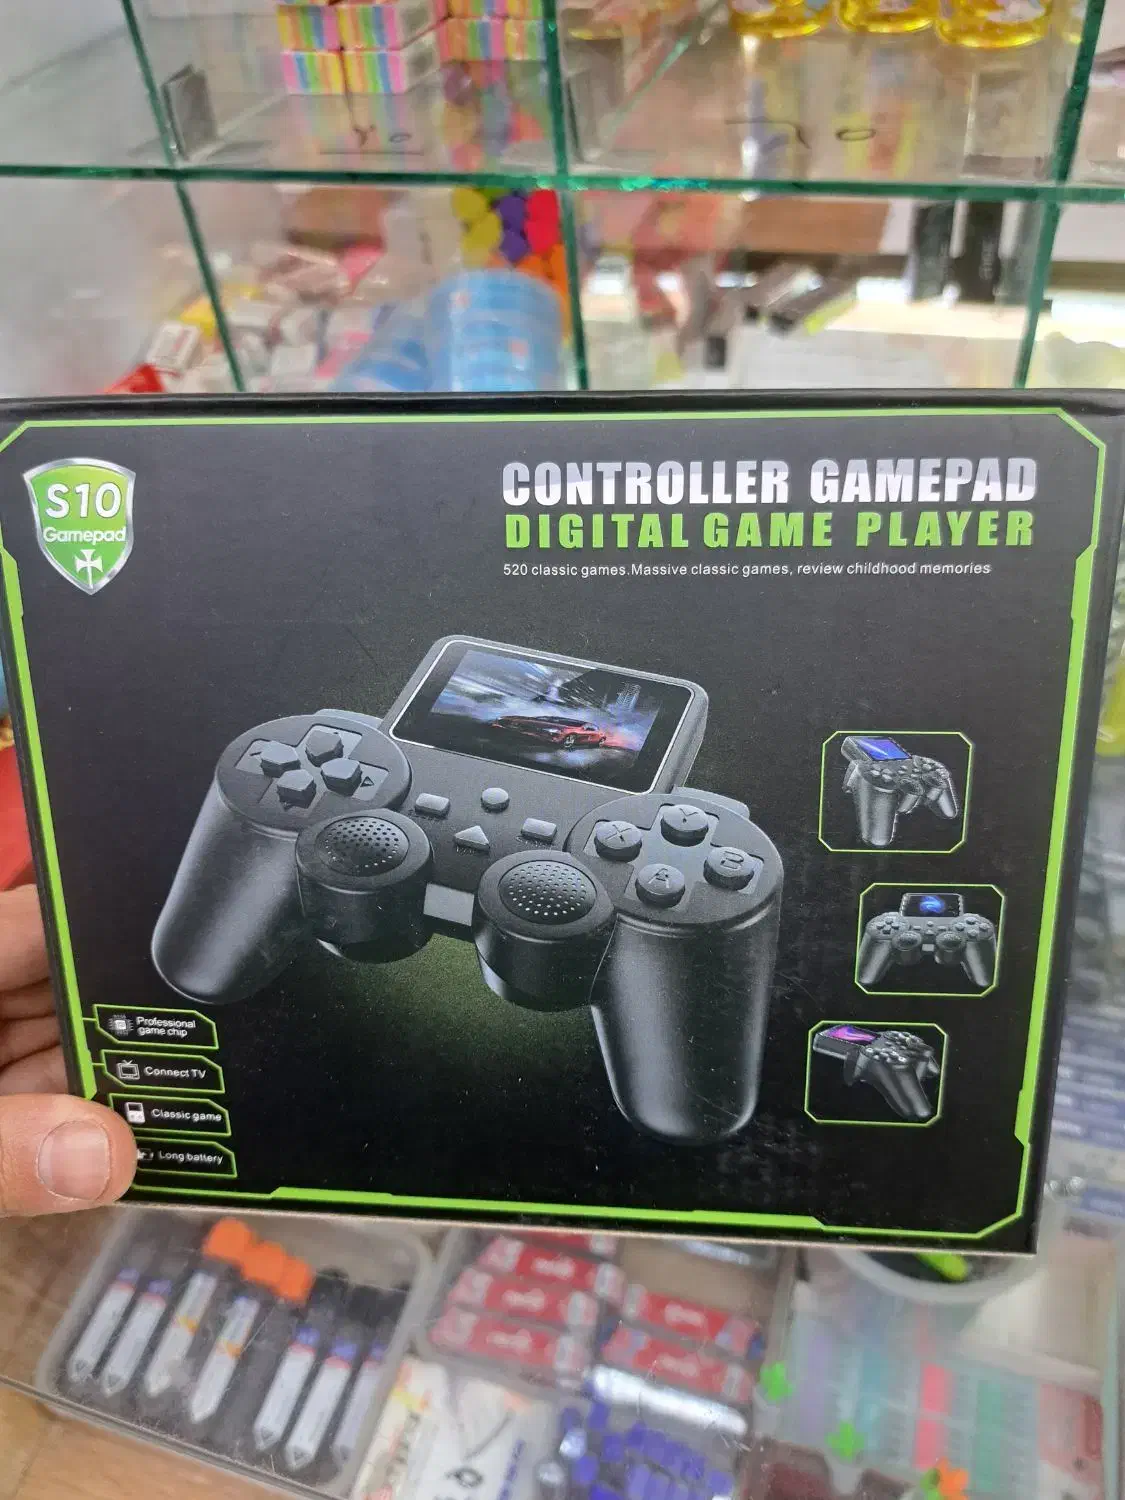 S10
Gamepad
CONTROLLER GAMEPAD
DIGITAL GAME PLAYER
520 classic games.Massive classic games, review childhood memories
X
Y
B
A
Professional
game chip
Connect TV
Classic game
Long battery